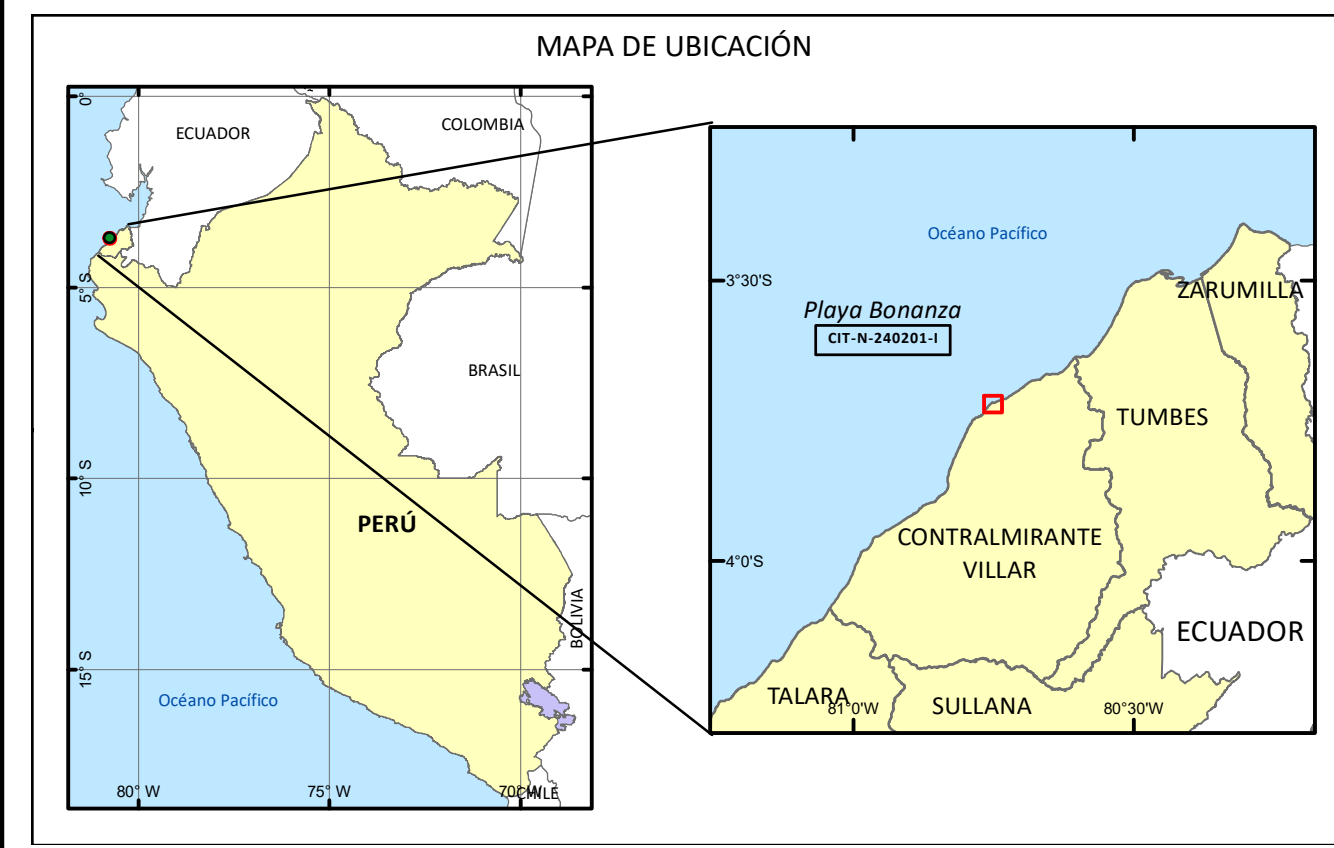 MAPA DE UBICACIÓN
0°
ECUADOR
COLOMBIA
5° S
BRASIL
10° S
PERÚ
BOLIVIA
15° S
Océano Pacífico
80° W
75° W
70° W
CHILE
Océano Pacífico
3°30'S
ZARUMILLA
Playa Bonanza
CIT-N-240201-I
TUMBES
CONTRALMIRANTE
VILLAR
4°0'S
ECUADOR
TALARA
81°0'W
SULLANA
80°30'W